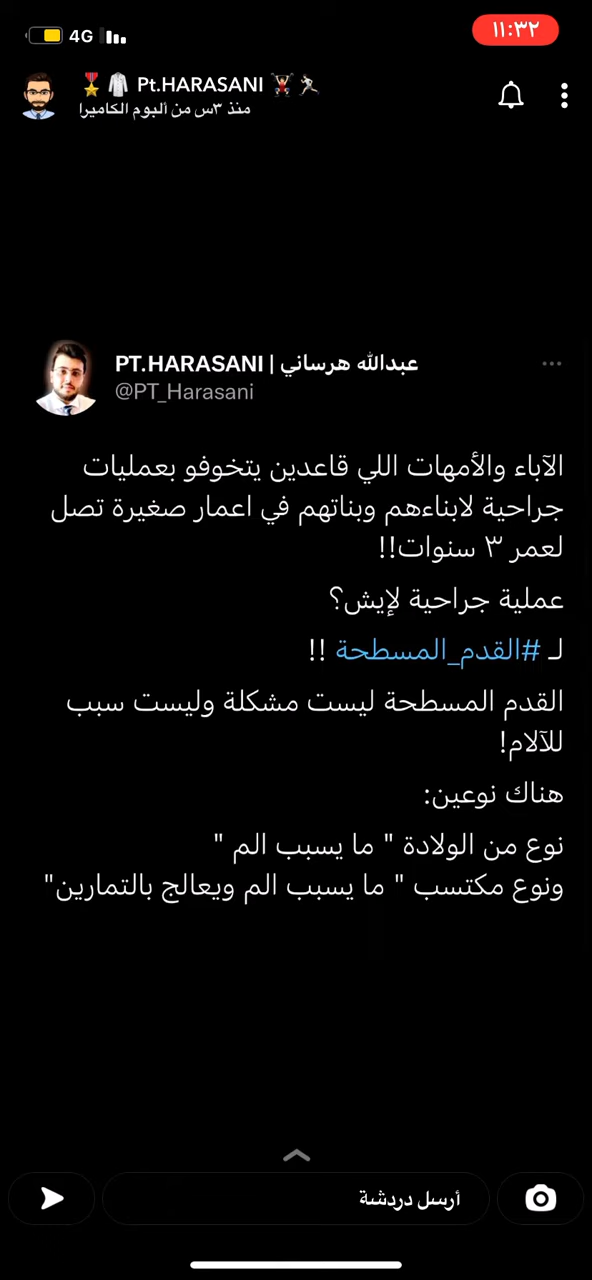 4G
١١:٣٢
Pt.HARASANI
منذ ٣س من ألبوم الكاميرا
PT.HARASANI | عبدالله هرساني
@PT_Harasani
الآباء والأمهات اللي قاعدين يتخوفو بعمليات
جراحية لابناءهم وبناتهم في اعمار صغيرة تصل
لعمر ٣ سنوات!!
عملية جراحية لإيش؟
لـ #القدم_المسطحة !!
القدم المسطحة ليست مشكلة وليست سبب
للآلام!
هناك نوعين:
نوع من الولادة " ما يسبب الم "
ونوع مكتسب " ما يسبب الم ويعالج بالتمارين"
أرسل دردشة